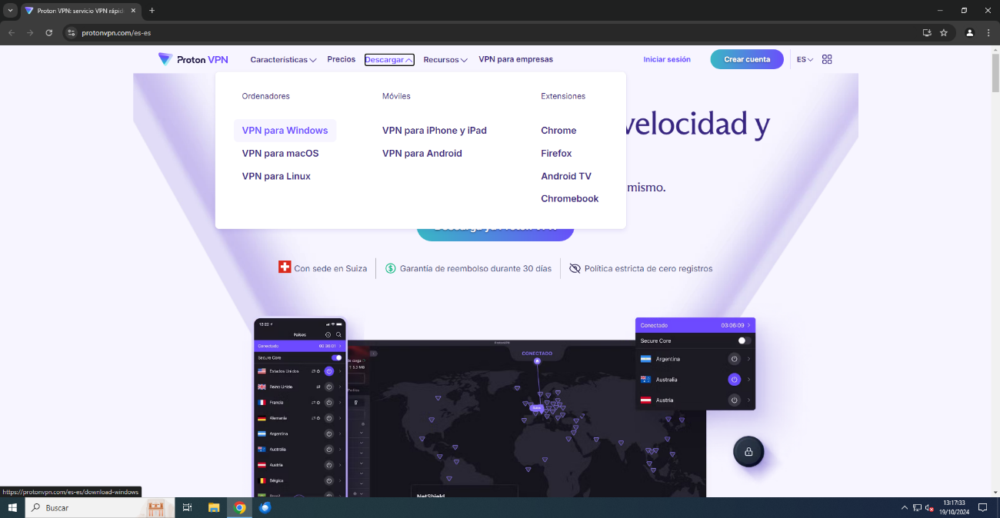 Proton VPN: servicio VPN rápid
protonvpn.com/es-es
Proton VPN
Características
Precios
Descargar
Recursos
VPN para empresas
Iniciar sesión
Crear cuenta
ES
Ordenadores
VPN para Windows
VPN para macOS
VPN para Linux
Móviles
VPN para iPhone y iPad
VPN para Android
Extensiones
Chrome
Firefox
Android TV
Chromebook
velocidad y
mismo.
Con sede en Suiza
Garantía de reembolso durante 30 días
Política estricta de cero registros
12:22
Países
Conectado 00:36:01
Secure Core
Estados Unidos
Reino Unido
Francia
Alemania
Argentina
Australia
Austria
Bélgica
de carga
ProtonVPN
CONECTADO
NetShield
Conectado 03:06:09
Secure Core
Argentina
Australia
Austria
https://protonvpn.com/es-es/download-windows
Buscar
13:17:33
19/10/2024